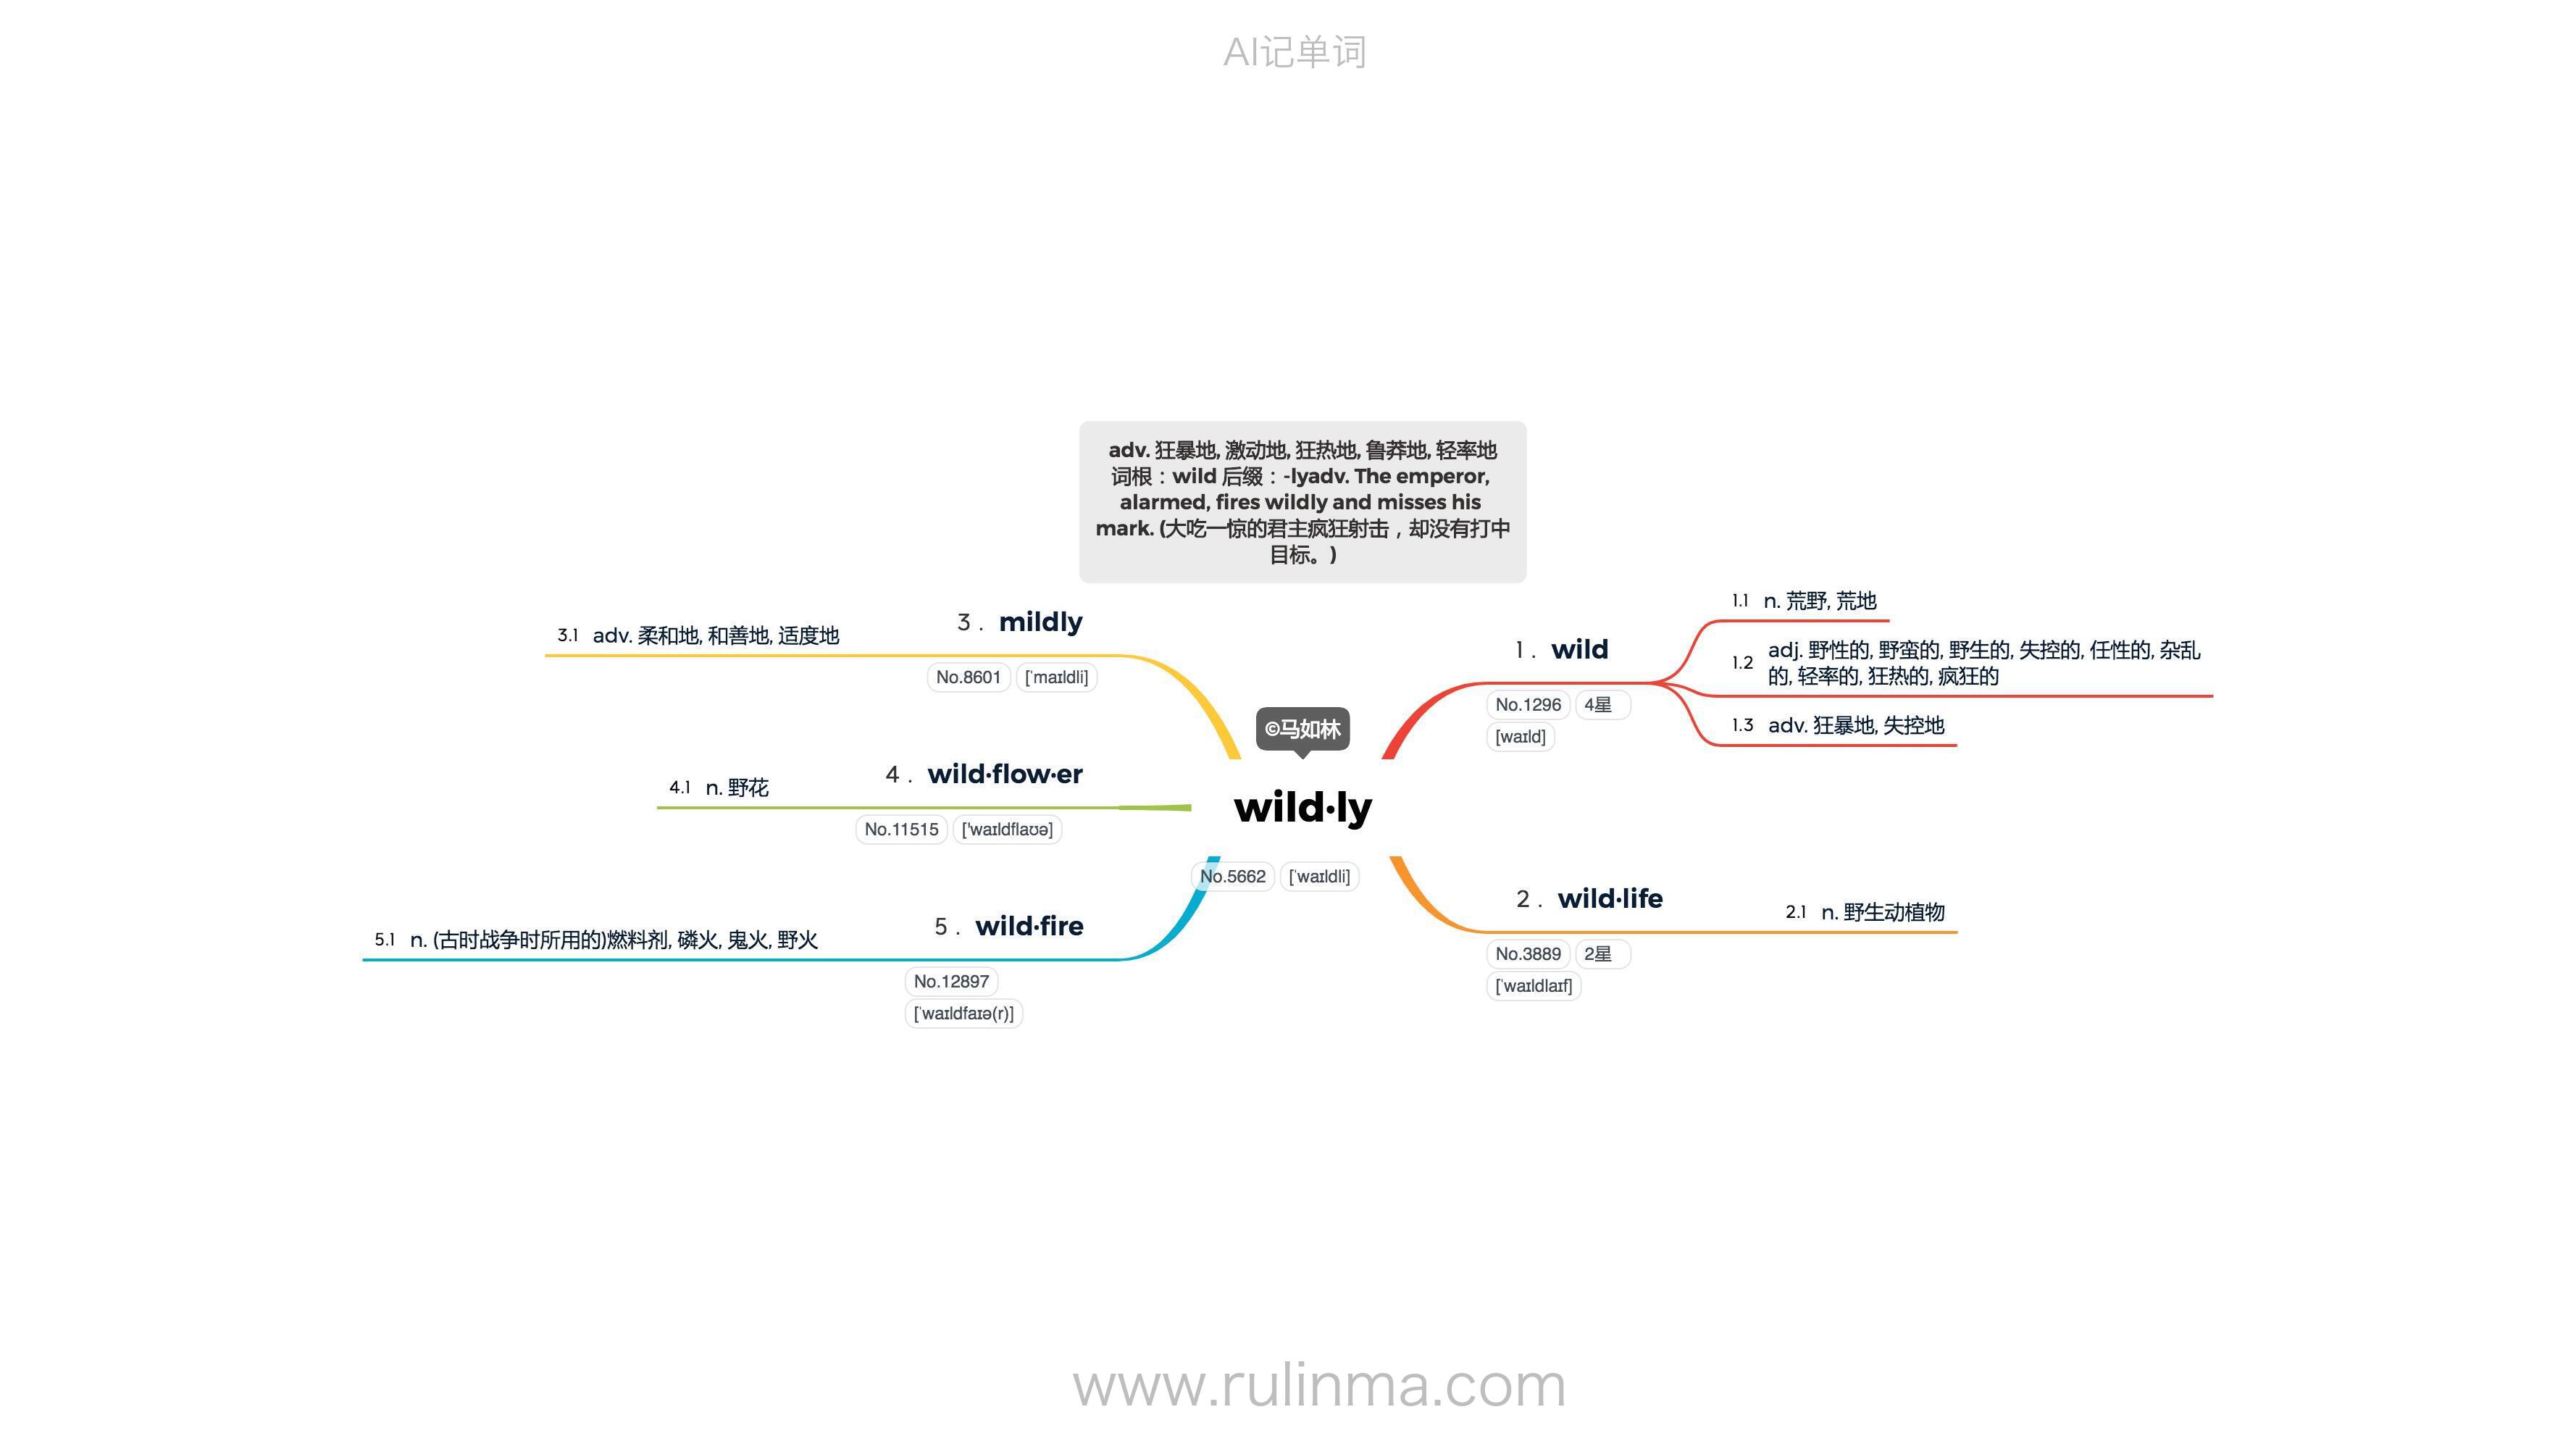 AI记单词
adv. 狂暴地, 激动地, 狂热地, 鲁莽地, 轻率地
词根：wild 后缀：-lyadv. The emperor,
alarmed, fires wildly and misses his
mark. (大吃一惊的君主疯狂射击，却没有打中
目标。)
©马如林
wild·ly
No.5662 [ˈwaɪldli]
1. wild
No.1296 4星
[waɪld]
1.1 n. 荒野, 荒地
1.2 adj. 野性的, 野蛮的, 野生的, 失控的, 任性的, 杂乱
的, 轻率的, 狂热的, 疯狂的
1.3 adv. 狂暴地, 失控地
2. wild·life
No.3889 2星
[ˈwaɪldlaɪf]
2.1 n. 野生动植物
3. mildly
No.8601 [ˈmaɪldli]
3.1 adv. 柔和地, 和善地, 适度地
4. wild·flow·er
No.11515 ['waɪldflaʊə]
4.1 n. 野花
5. wild·fire
No.12897
[ˈwaɪldfaɪə(r)]
5.1 n. (古时战争时所用的)燃料剂, 磷火, 鬼火, 野火
www.rulinma.com